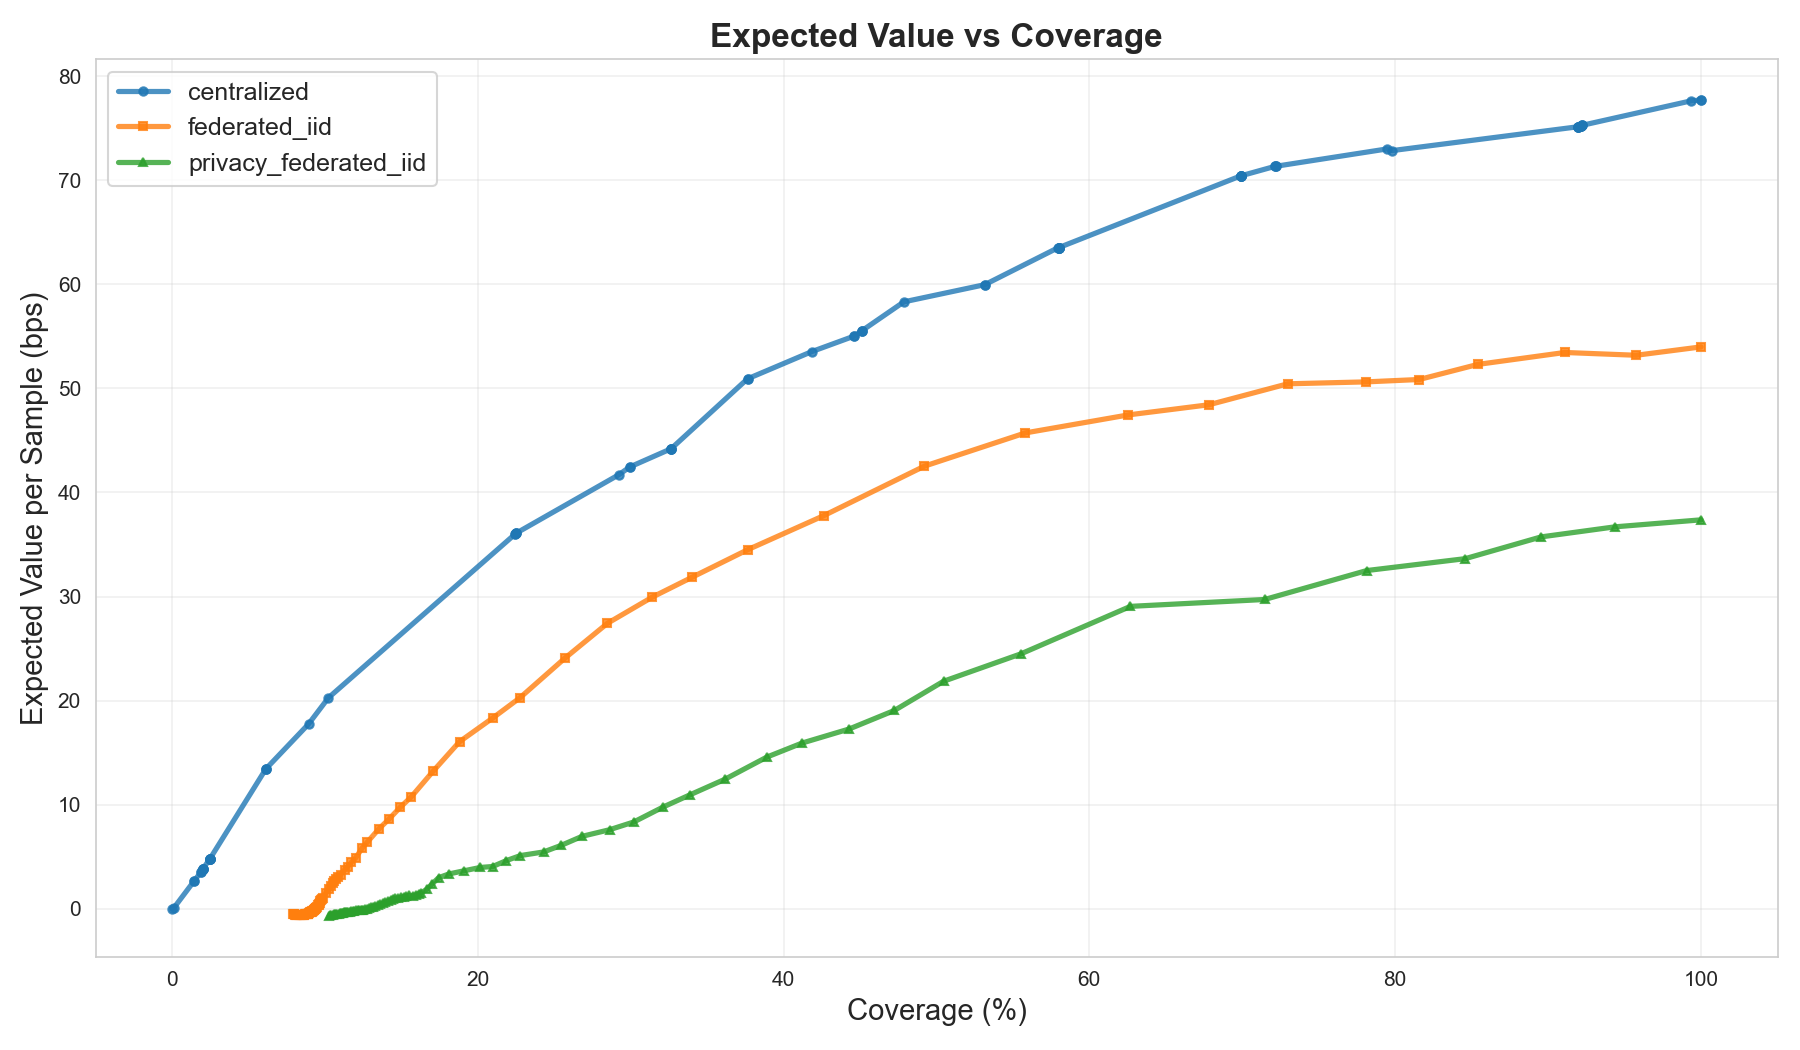 Expected Value vs Coverage
centralized
federated_iid
privacy_federated_iid
Expected Value per Sample (bps)
80
70
60
50
40
30
20
10
0
0 20 40 60 80 100
Coverage (%)